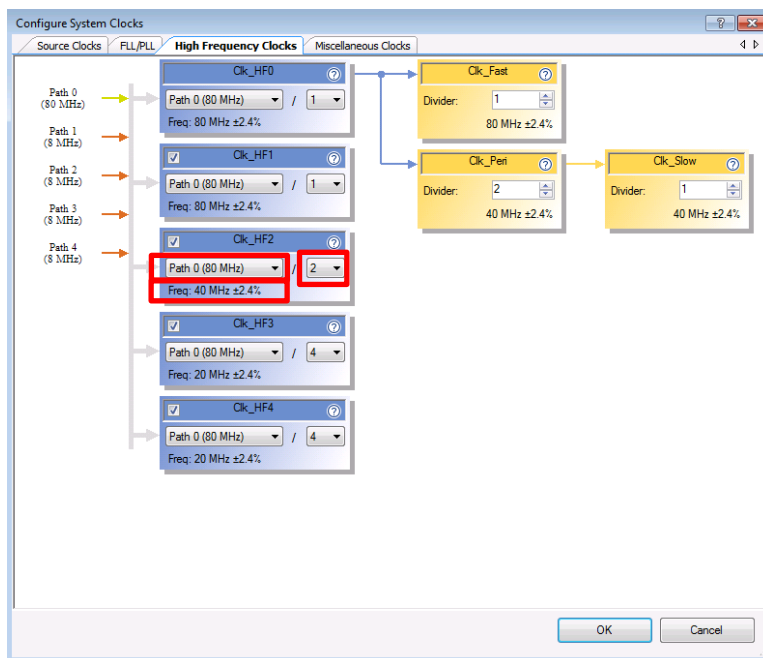 Configure System Clocks
Source Clocks FLL/PLL High Frequency Clocks Miscellaneous Clocks
Path 0
(80 MHz)
Path 1
(8 MHz)
Path 2
(8 MHz)
Path 3
(8 MHz)
Path 4
(8 MHz)
Clk_HF0 ?
Path 0 (80 MHz) / 1
Freq: 80 MHz ±2.4%
Clk_HF1 ?
Path 0 (80 MHz) / 1
Freq: 80 MHz ±2.4%
Clk_HF2 ?
Path 0 (80 MHz) / 2
Freq: 40 MHz ±2.4%
Clk_HF3 ?
Path 0 (80 MHz) / 4
Freq: 20 MHz ±2.4%
Clk_HF4 ?
Path 0 (80 MHz) / 4
Freq: 20 MHz ±2.4%
Clk_Fast ?
Divider: 1
80 MHz ±2.4%
Clk_Peri ?
Divider: 2
40 MHz ±2.4%
Clk_Slow ?
Divider: 1
40 MHz ±2.4%
OK Cancel